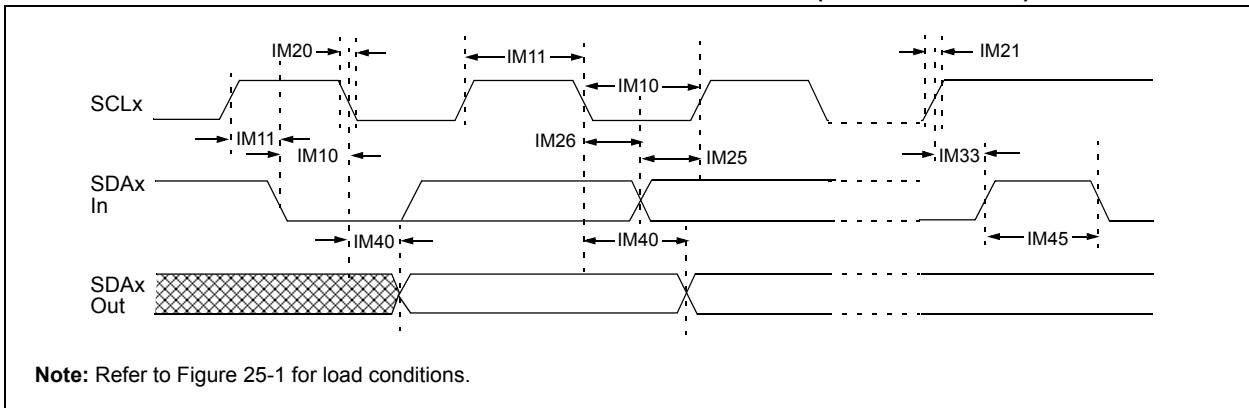 IM20
IM11
IM21
IM10
SCLx
IM11
IM26
IM10
IM25
IM33
SDAx
In
IM40
IM40
IM45
SDAx
Out
Note: Refer to Figure 25-1 for load conditions.